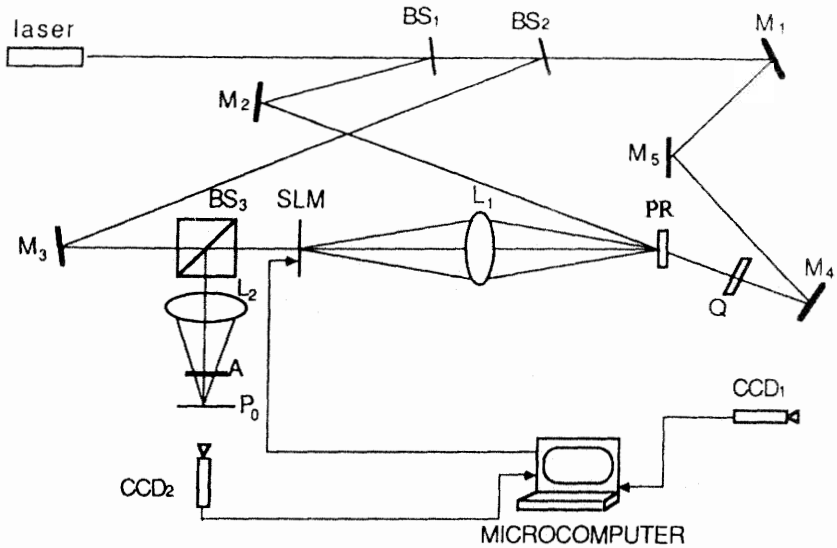 laser
BS₁
BS₂
M₁
M₂
M₅
BS₃
SLM
L₁
PR
M₃
M₄
L₂
Q
A
P₀
CCD₁
CCD₂
MICROCOMPUTER